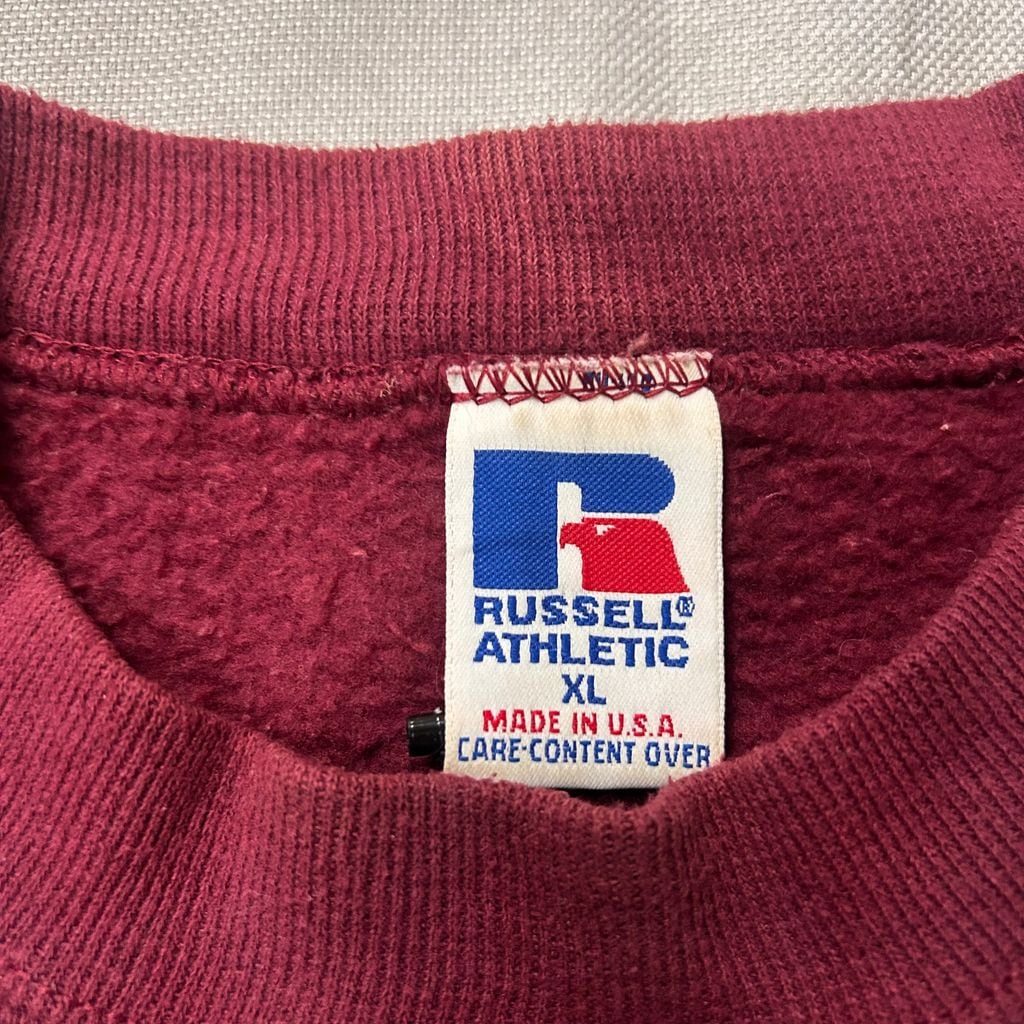 RUSSELL®
ATHLETIC
XL
MADE IN U.S.A.
CARE-CONTENT OVER